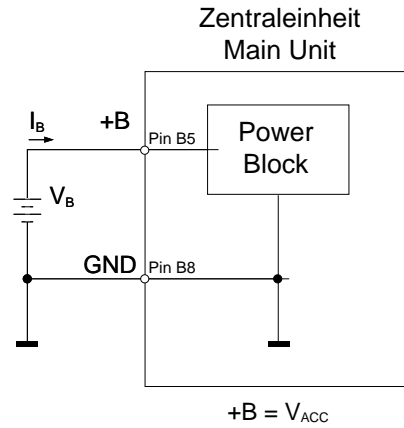 Zentraleinheit
Main Unit
I_B
+B
Pin B5
Power
Block
V_B
GND
Pin B8
+B = V_ACC